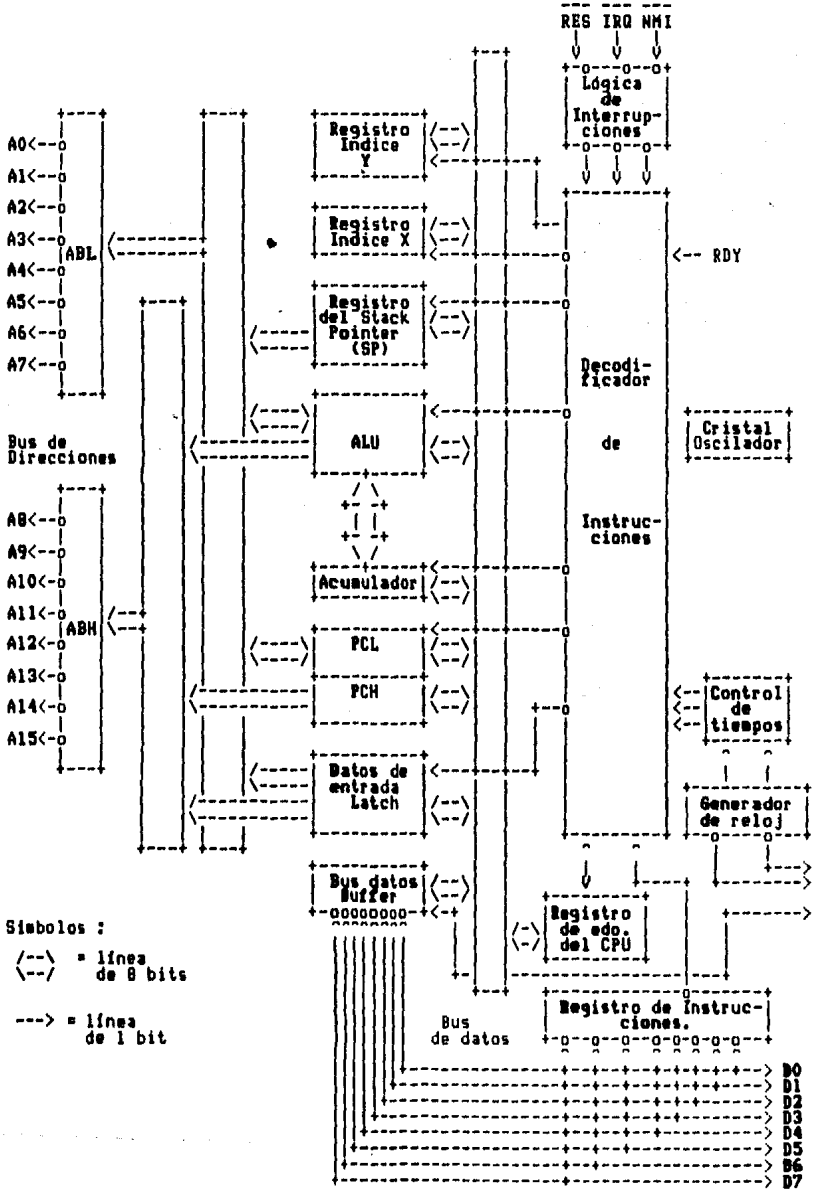 RES IRQ NMI
Lógica
de
Interrup-
ciones
Registro
Indice
Y
Registro
Indice X
Registro
del Stack
Pointer
(SP)
ALU
Acumulador
PCL
PCH
Datos de
entrada
Latch
Bus datos
Buffer
A0
A1
A2
A3
A4
A5
A6
A7
ABL
Bus de
Direcciones
A8
A9
A10
A11
A12
A13
A14
A15
ABH
RDY
Decodi-
ficador
de
Instruc-
ciones
Cristal
Oscilador
Control
de
tiempos
Generador
de reloj
Registro
de edo.
del CPU
Registro de Instruc-
ciones.
Símbolos :
/--\ = línea
\--/ de 8 bits
---> = línea
de 1 bit
Bus
de datos
D0
D1
D2
D3
D4
D5
D6
D7